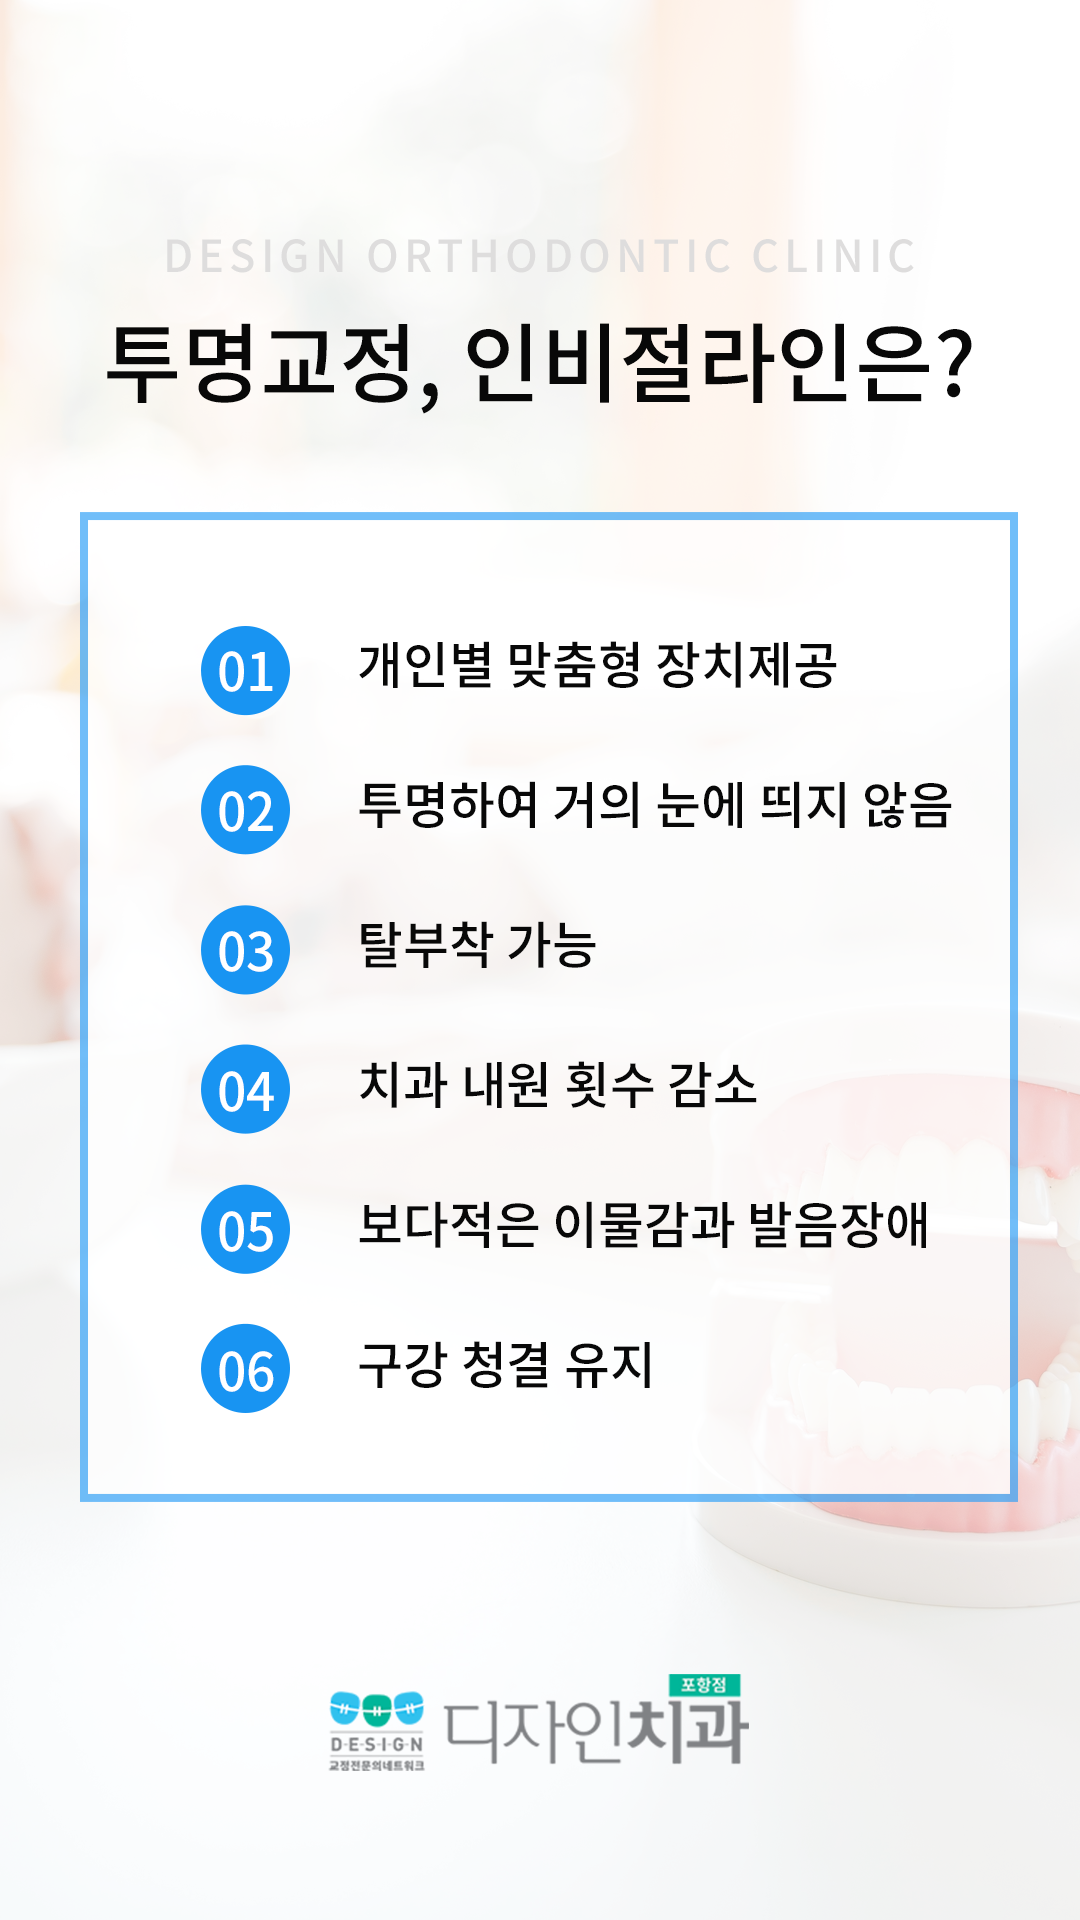 DESIGN ORTHODONTIC CLINIC
투명교정, 인비절라인은?
01 개인별 맞춤형 장치제공
02 투명하여 거의 눈에 띄지 않음
03 탈부착 가능
04 치과 내원 횟수 감소
05 보다적은 이물감과 발음장애
06 구강 청결 유지
포항점
D-E-S-I-G-N
교정전문의네트워크
디자인치과